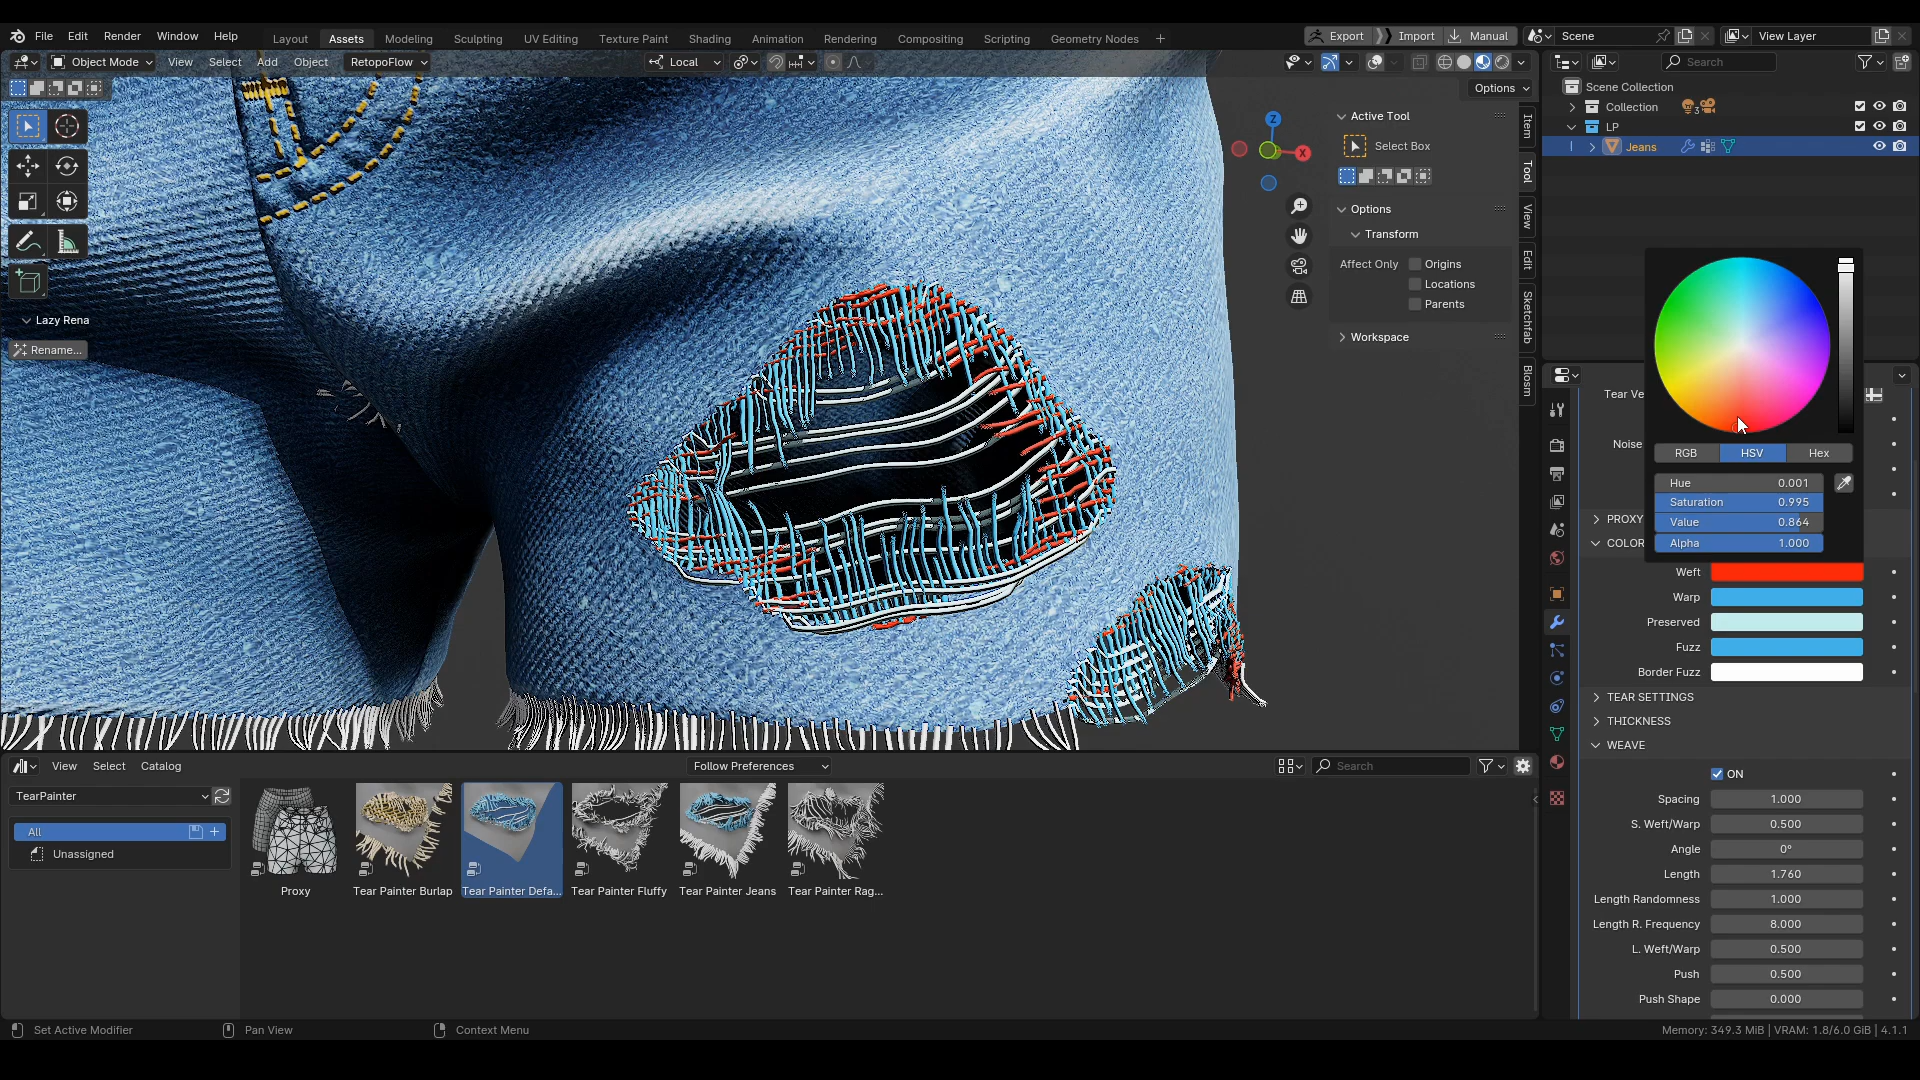 File Edit Render Window Help
Layout Assets Modeling Sculpting UV Editing Texture Paint Shading Animation Rendering Compositing Scripting Geometry Nodes +
Export Import Manual Scene View Layer
Object Mode View Select Add Object RetopoFlow Local
Search
Options
Scene Collection
Collection
LP
Jeans
Z
X
Active Tool
Select Box
Options
Transform
Affect Only Origins
Locations
Parents
Workspace
Item
Tool
View
Edit
Sketchfab
Blosm
Lazy Rena
Rename...
Tear Ve
Noise
RGB HSV Hex
Hue 0.001
Saturation 0.995
Value 0.864
Alpha 1.000
PROXY
COLOR
Weft
Warp
Preserved
Fuzz
Border Fuzz
TEAR SETTINGS
THICKNESS
WEAVE
ON
Spacing 1.000
S. Weft/Warp 0.500
Angle 0°
Length 1.760
Length Randomness 1.000
Length R. Frequency 8.000
L. Weft/Warp 0.500
Push 0.500
Push Shape 0.000
View Select Catalog Follow Preferences Search
TearPainter
All
Unassigned
Proxy Tear Painter Burlap Tear Painter Defa... Tear Painter Fluffy Tear Painter Jeans Tear Painter Rag...
Set Active Modifier Pan View Context Menu
Memory: 349.3 MiB | VRAM: 1.8/6.0 GiB | 4.1.1